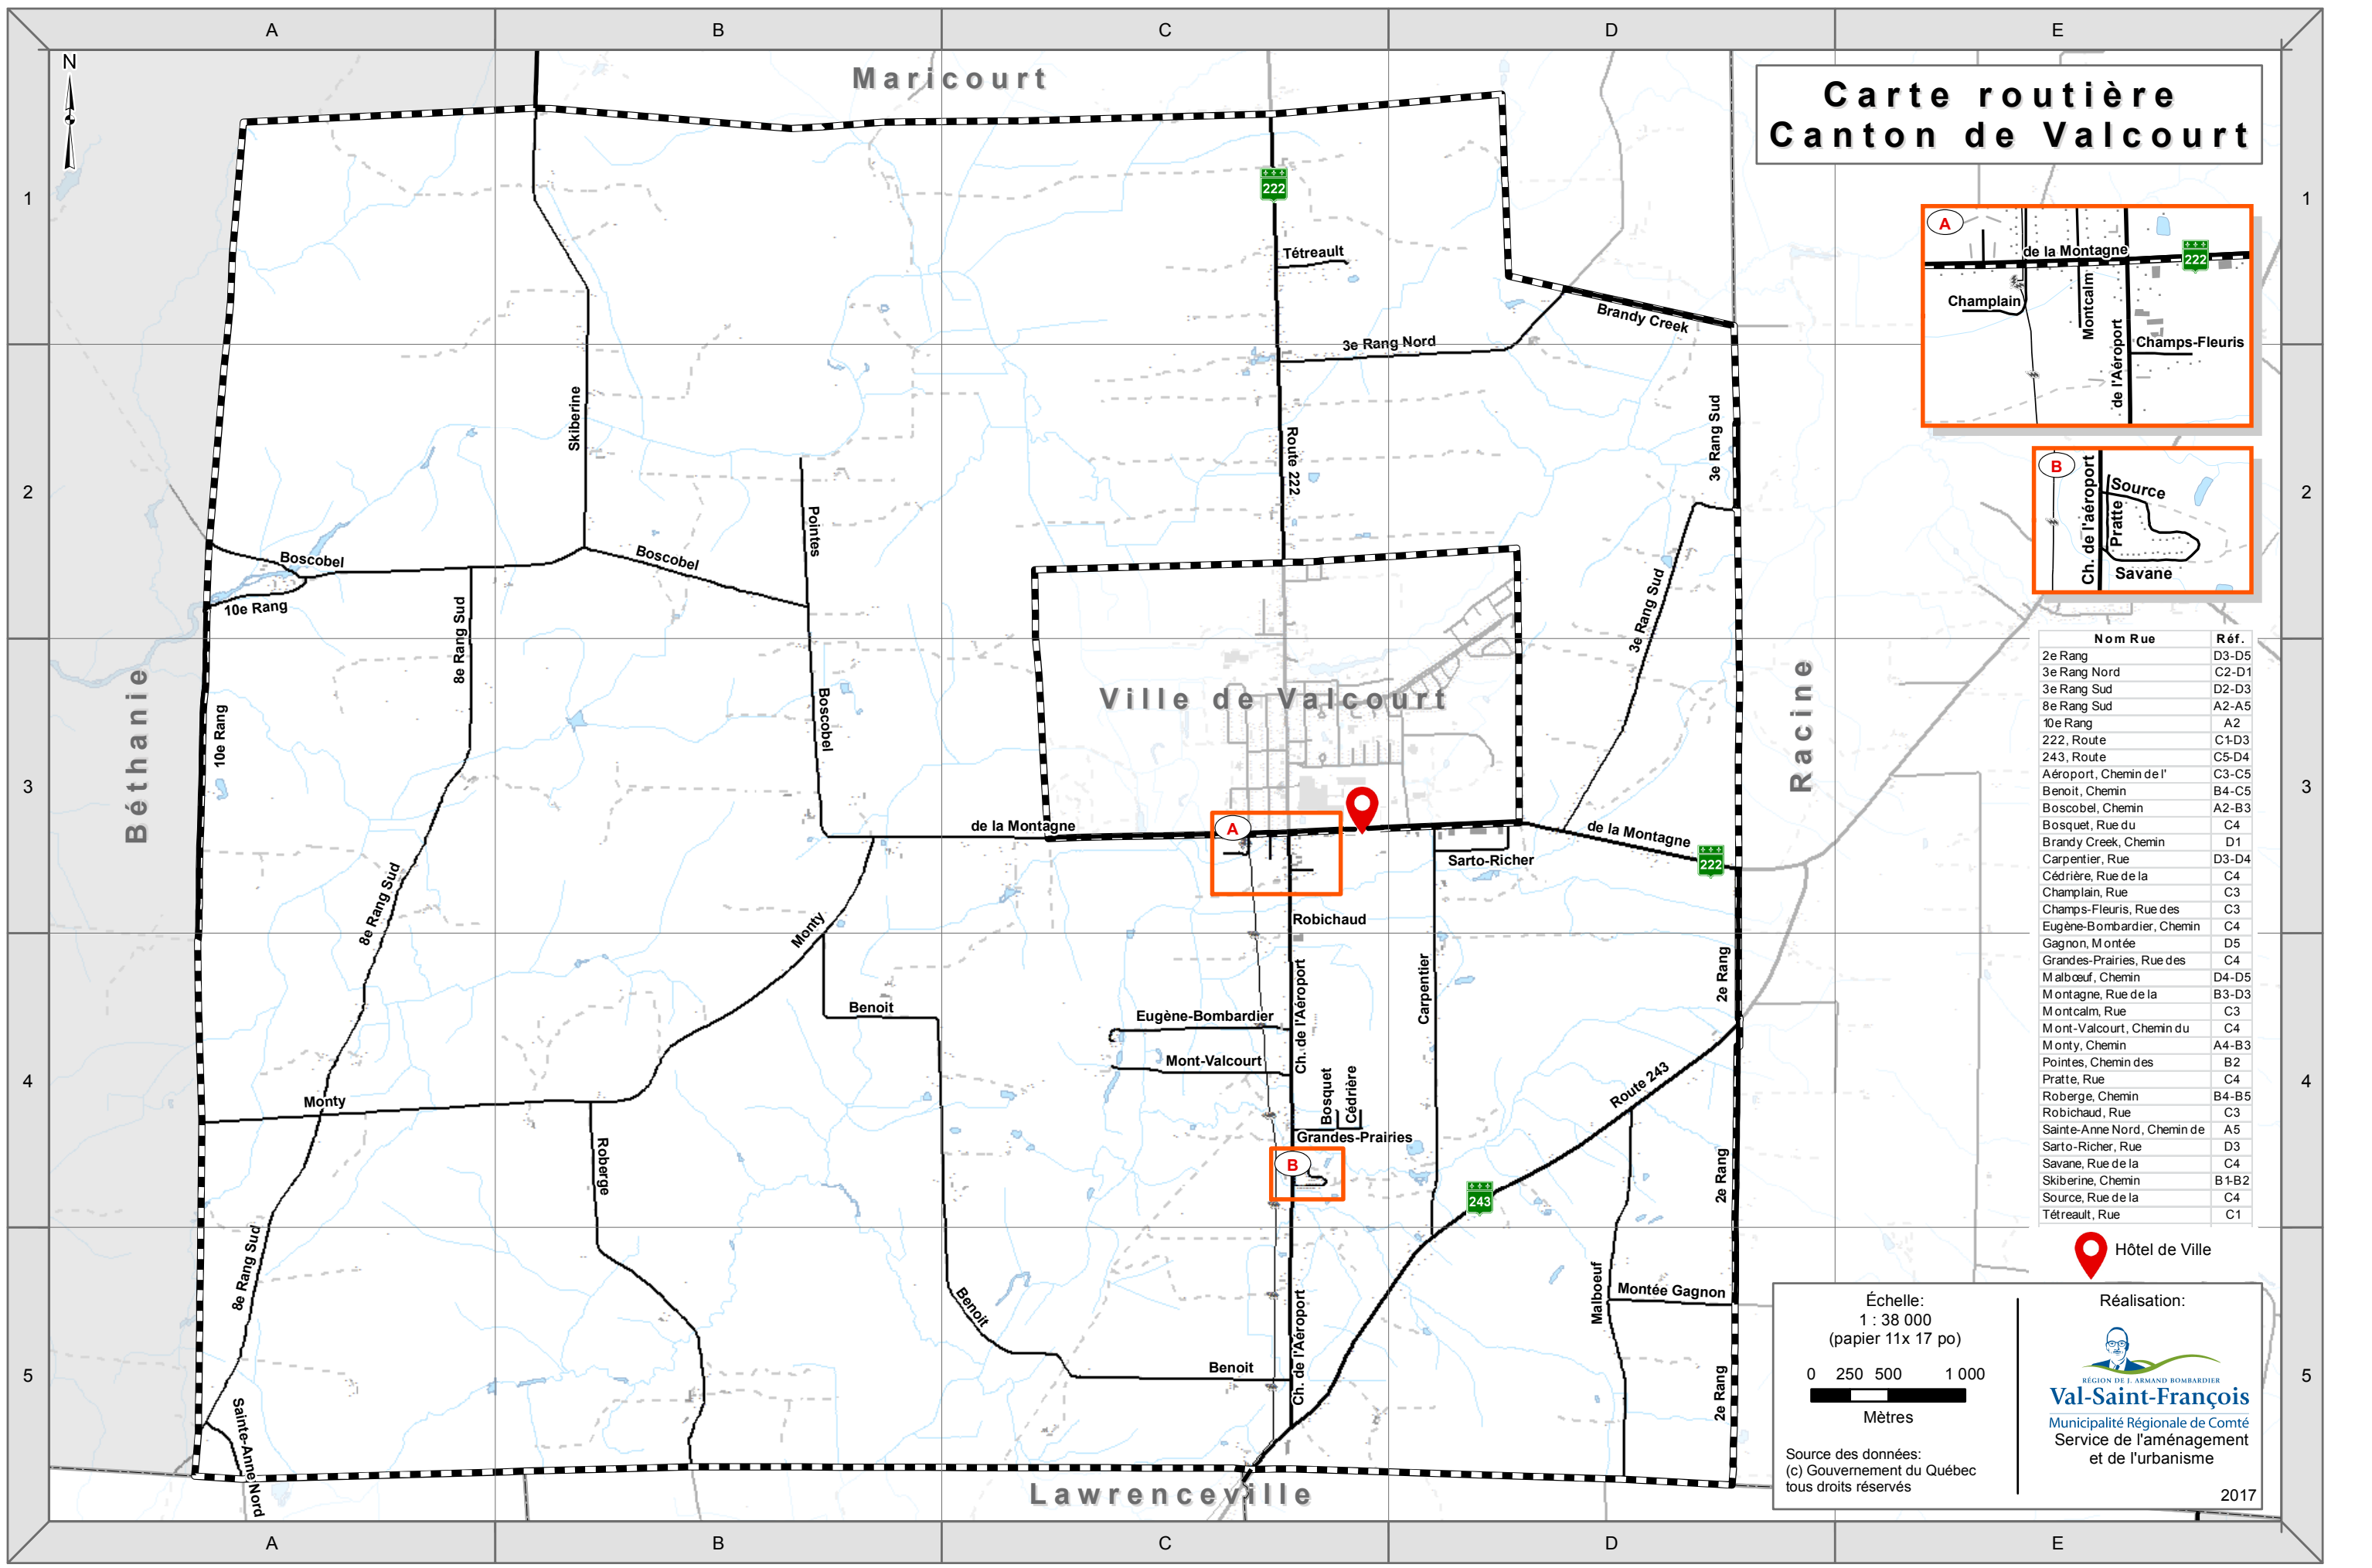 A
B
C
D
E
N
Maricourt
Carte routière
Canton de Valcourt
1
1
222
Tétreault
Brandy Creek
3e Rang Nord
A
de la Montagne
222
Champlain
Montcalm
de l'Aéroport
Champs-Fleuris
Skiberine
Route 222
3e Rang Sud
2
2
Pointes
B
Source
Pratte
Ch. de l'aéroport
Savane
Boscobel
Boscobel
10e Rang
8e Rang Sud
3e Rang Sud
Béthanie
10e Rang
Boscobel
Ville de Valcourt
Racine
3
3
de la Montagne
A
de la Montagne
222
Sarto-Richer
8e Rang Sud
Monty
Robichaud
Benoit
Ch. de l'Aéroport
Carpentier
2e Rang
Eugène-Bombardier
Mont-Valcourt
Bosquet
Cédrière
Route 243
4
4
Monty
Grandes-Prairies
Roberge
B
243
2e Rang
8e Rang Sud
Benoit
Malboeuf
Montée Gagnon
Ch. de l'Aéroport
Benoit
2e Rang
5
5
Sainte-Anne Nord
Lawrenceville
Nom Rue Réf.
2e Rang D3-D5
3e Rang Nord C2-D1
3e Rang Sud D2-D3
8e Rang Sud A2-A5
10e Rang A2
222, Route C1-D3
243, Route C5-D4
Aéroport, Chemin de l' C3-C5
Benoit, Chemin B4-C5
Boscobel, Chemin A2-B3
Bosquet, Rue du C4
Brandy Creek, Chemin D1
Carpentier, Rue D3-D4
Cédrière, Rue de la C4
Champlain, Rue C3
Champs-Fleuris, Rue des C3
Eugène-Bombardier, Chemin C4
Gagnon, Montée D5
Grandes-Prairies, Rue des C4
Malbœuf, Chemin D4-D5
Montagne, Rue de la B3-D3
Montcalm, Rue C3
Mont-Valcourt, Chemin du C4
Monty, Chemin A4-B3
Pointes, Chemin des B2
Pratte, Rue C4
Roberge, Chemin B4-B5
Robichaud, Rue C3
Sainte-Anne Nord, Chemin de A5
Sarto-Richer, Rue D3
Savane, Rue de la C4
Skiberine, Chemin B1-B2
Source, Rue de la C4
Tétreault, Rue C1
Hôtel de Ville
Échelle:
1 : 38 000
(papier 11x 17 po)
0 250 500 1 000
Mètres
Source des données:
(c) Gouvernement du Québec
tous droits réservés
Réalisation:
RÉGION DE J. ARMAND BOMBARDIER
Val-Saint-François
Municipalité Régionale de Comté
Service de l'aménagement
et de l'urbanisme
2017
A
B
C
D
E